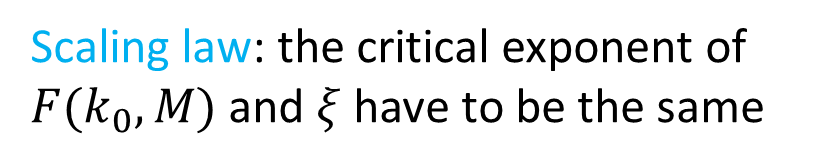 Scaling law: the critical exponent of
F(k₀, M) and ξ have to be the same